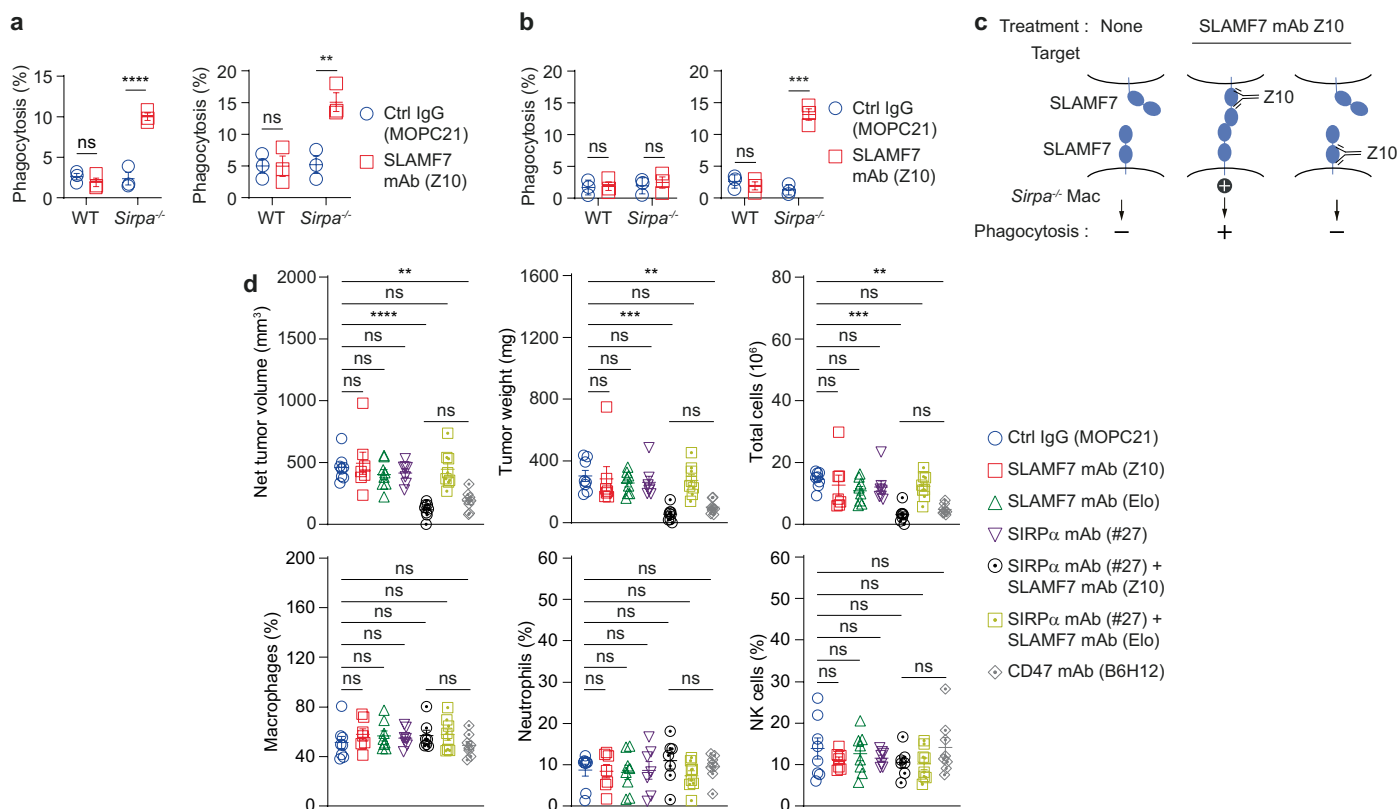 a
Phagocytosis (%)
15
10
5
0
ns
****
WT
Sirpa-/-
Phagocytosis (%)
20
15
10
5
0
ns
**
WT
Sirpa-/-
Ctrl IgG
(MOPC21)
SLAMF7
mAb (Z10)
b
Phagocytosis (%)
20
15
10
5
0
ns
ns
WT
Sirpa-/-
Phagocytosis (%)
20
15
10
5
0
ns
***
WT
Sirpa-/-
Ctrl IgG
(MOPC21)
SLAMF7
mAb (Z10)
c
Treatment : None
SLAMF7 mAb Z10
Target
SLAMF7
Z10
SLAMF7
Z10
+
Sirpa-/- Mac
Phagocytosis : − + −
d
Net tumor volume (mm3)
2000
1500
1000
500
0
**
ns
****
ns
ns
ns
ns
Tumor weight (mg)
1600
1200
800
400
0
**
ns
***
ns
ns
ns
ns
Total cells (106)
80
60
40
20
0
**
ns
***
ns
ns
ns
ns
Macrophages (%)
200
160
120
80
40
0
ns
ns
ns
ns
ns
ns
ns
Neutrophils (%)
60
50
40
30
20
10
0
ns
ns
ns
ns
ns
ns
ns
NK cells (%)
60
50
40
30
20
10
0
ns
ns
ns
ns
ns
ns
ns
Ctrl IgG (MOPC21)
SLAMF7 mAb (Z10)
SLAMF7 mAb (Elo)
SIRPα mAb (#27)
SIRPα mAb (#27) +
SLAMF7 mAb (Z10)
SIRPα mAb (#27) +
SLAMF7 mAb (Elo)
CD47 mAb (B6H12)